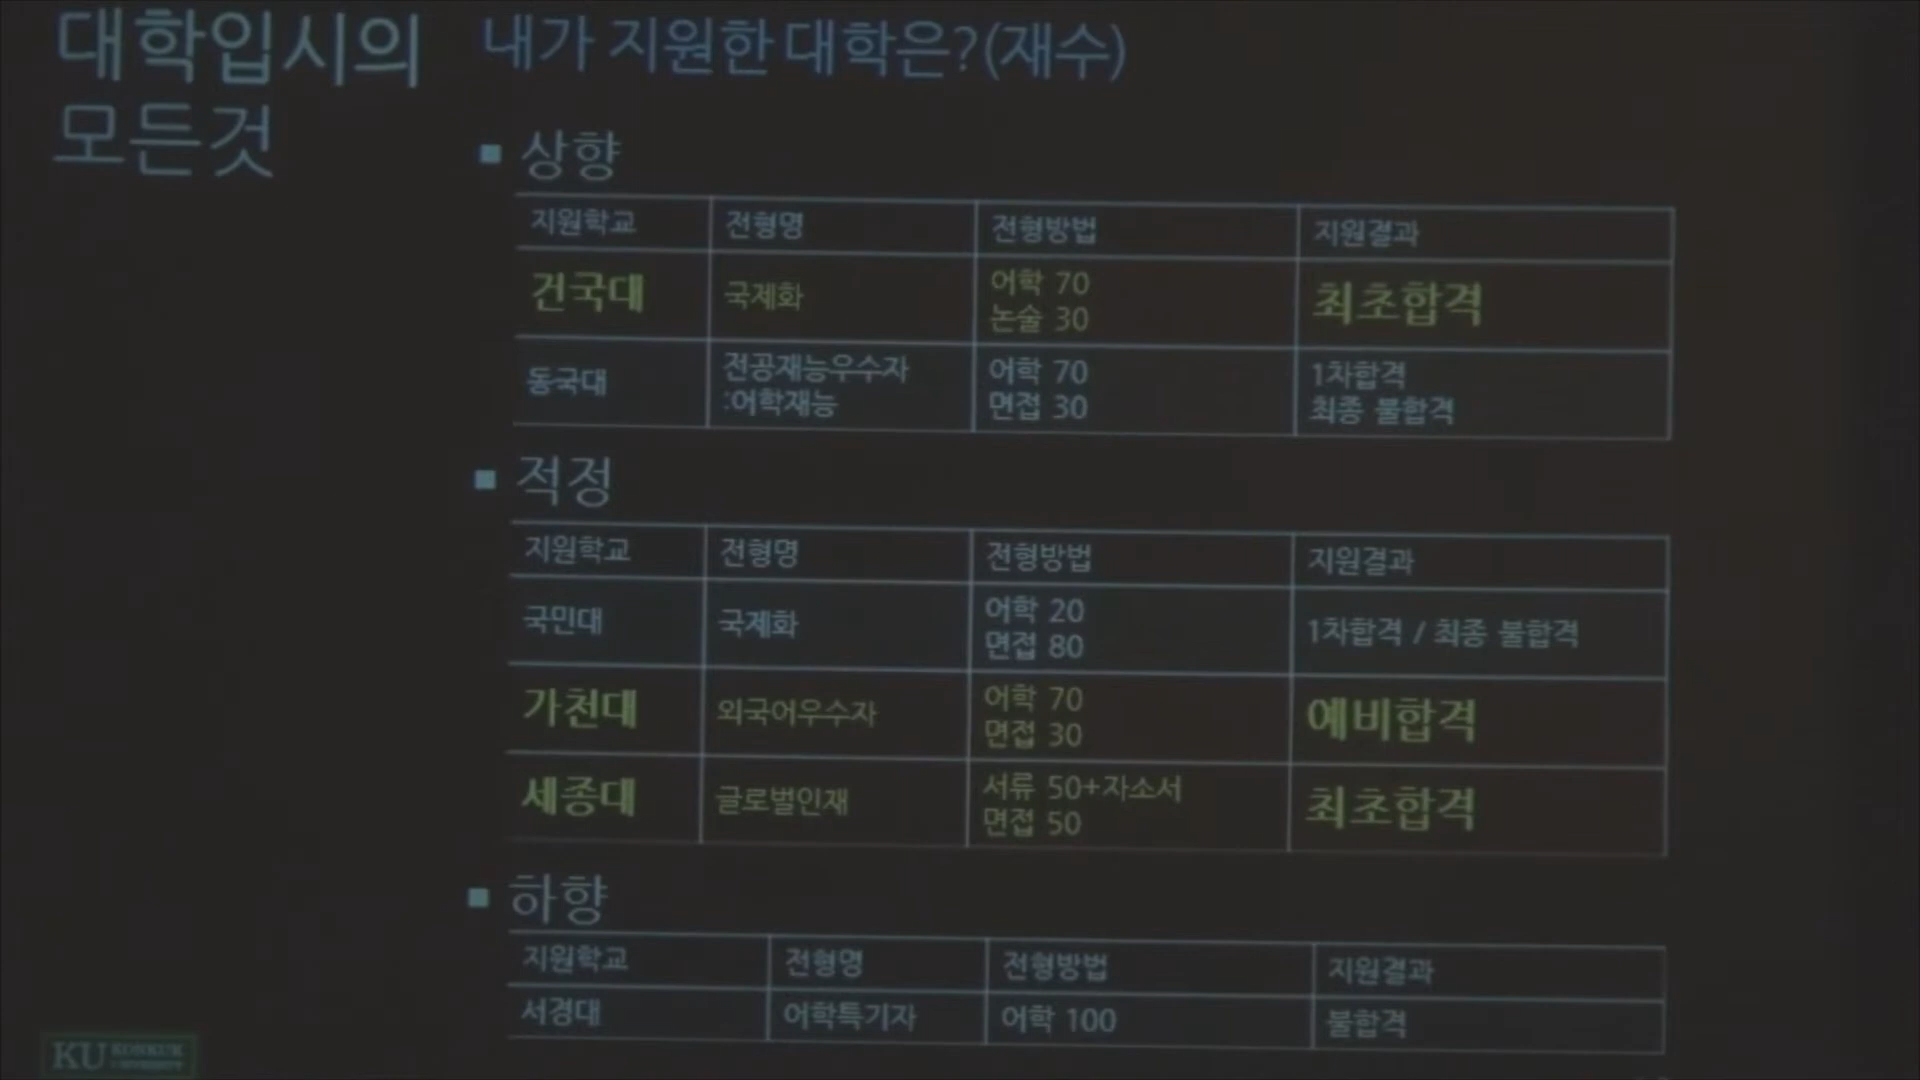 대학입시의
모든것
내가 지원한 대학은?(재수)
■ 상향
지원학교 전형명 전형방법 지원결과
건국대 국제화 어학 70 최초합격
논술 30
동국대 전공재능우수자 어학 70 1차합격
:어학재능 면접 30 최종 불합격
■ 적정
지원학교 전형명 전형방법 지원결과
국민대 국제화 어학 20 1차합격 / 최종 불합격
면접 80
가천대 외국어우수자 어학 70 예비합격
면접 30
세종대 글로벌인재 서류 50+자소서 최초합격
면접 50
■ 하향
지원학교 전형명 전형방법 지원결과
서경대 어학특기자 어학 100 불합격
KU KONKUK
UNIVERSITY